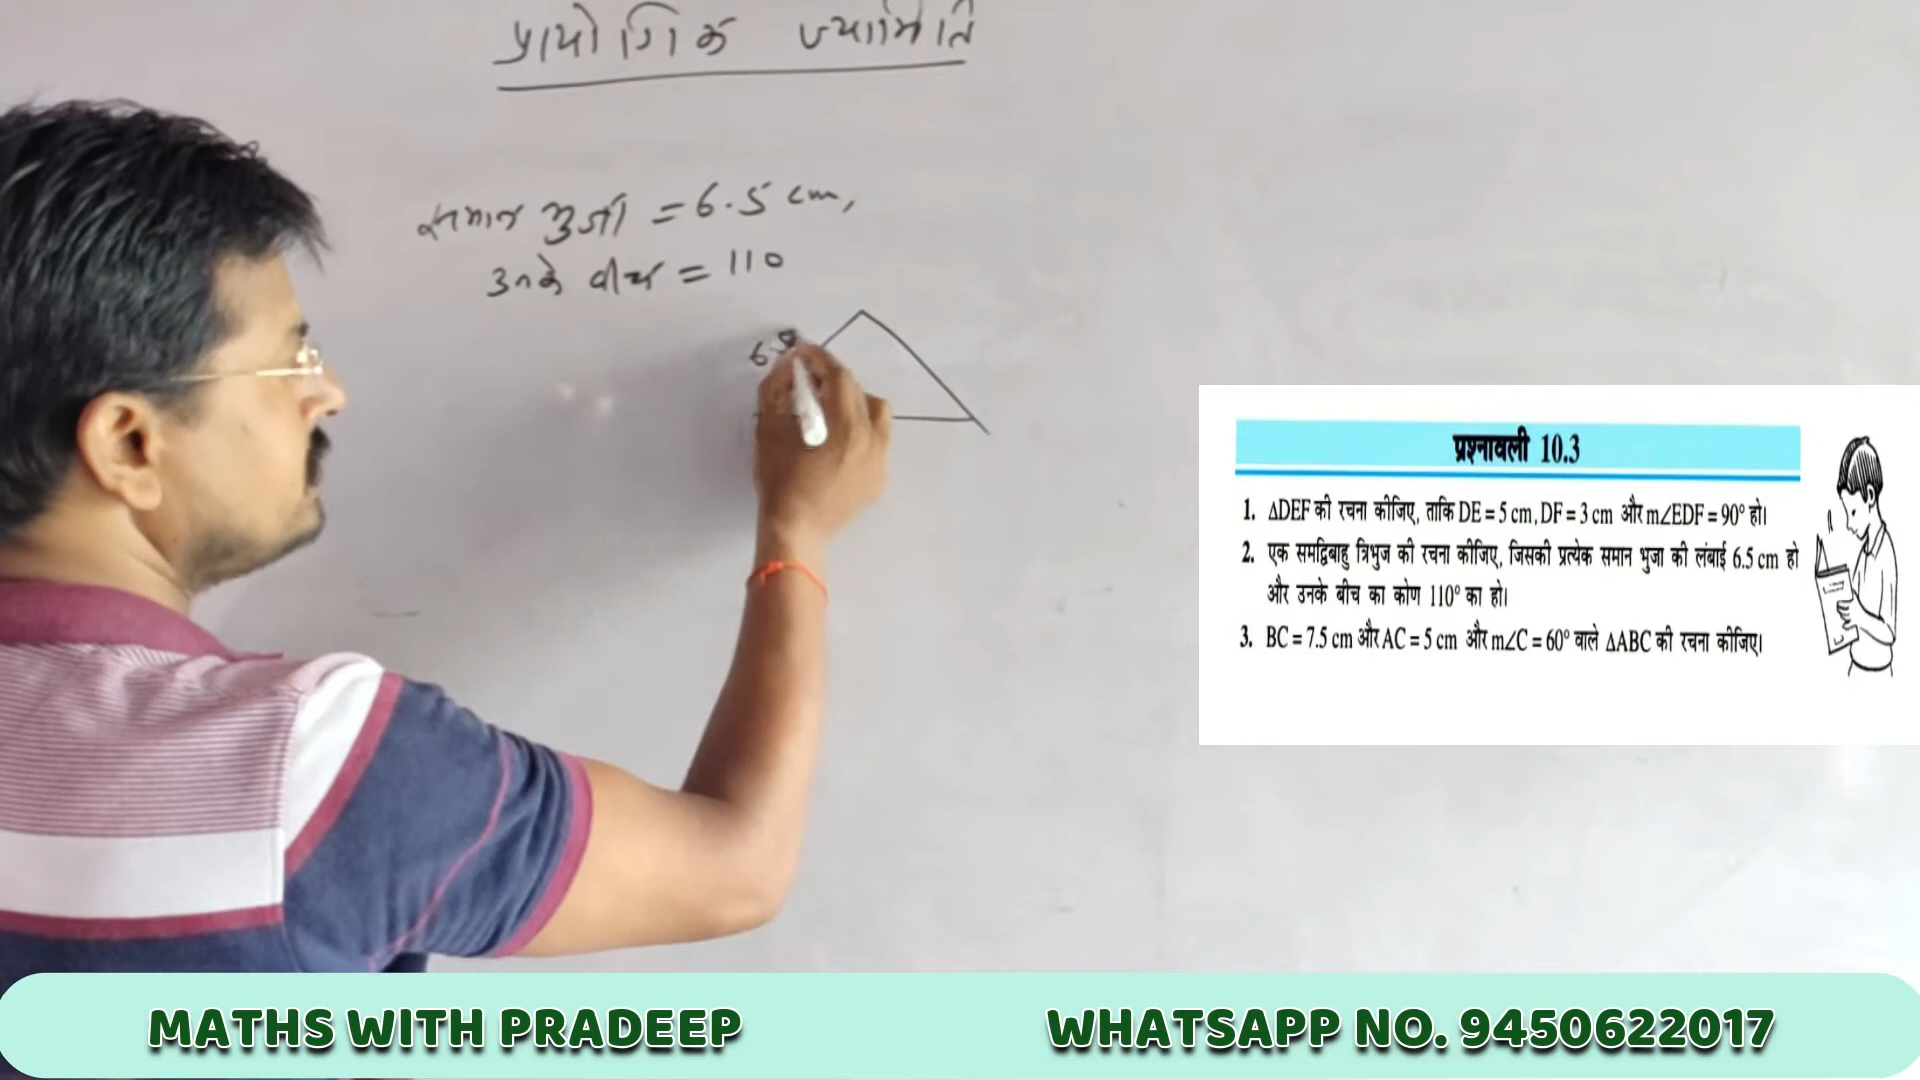 प्रायोगिक ज्यामिति
समान भुजा = 6.5 cm,
उनके बीच = 110
6.5
प्रश्नावली 10.3
1. ΔDEF की रचना कीजिए, ताकि DE = 5 cm, DF = 3 cm और m∠EDF = 90° हो।
2. एक समद्विबाहु त्रिभुज की रचना कीजिए, जिसकी प्रत्येक समान भुजा की लंबाई 6.5 cm हो
और उनके बीच का कोण 110° का हो।
3. BC = 7.5 cm और AC = 5 cm और m∠C = 60° वाले ΔABC की रचना कीजिए।
MATHS WITH PRADEEP
WHATSAPP NO. 9450622017